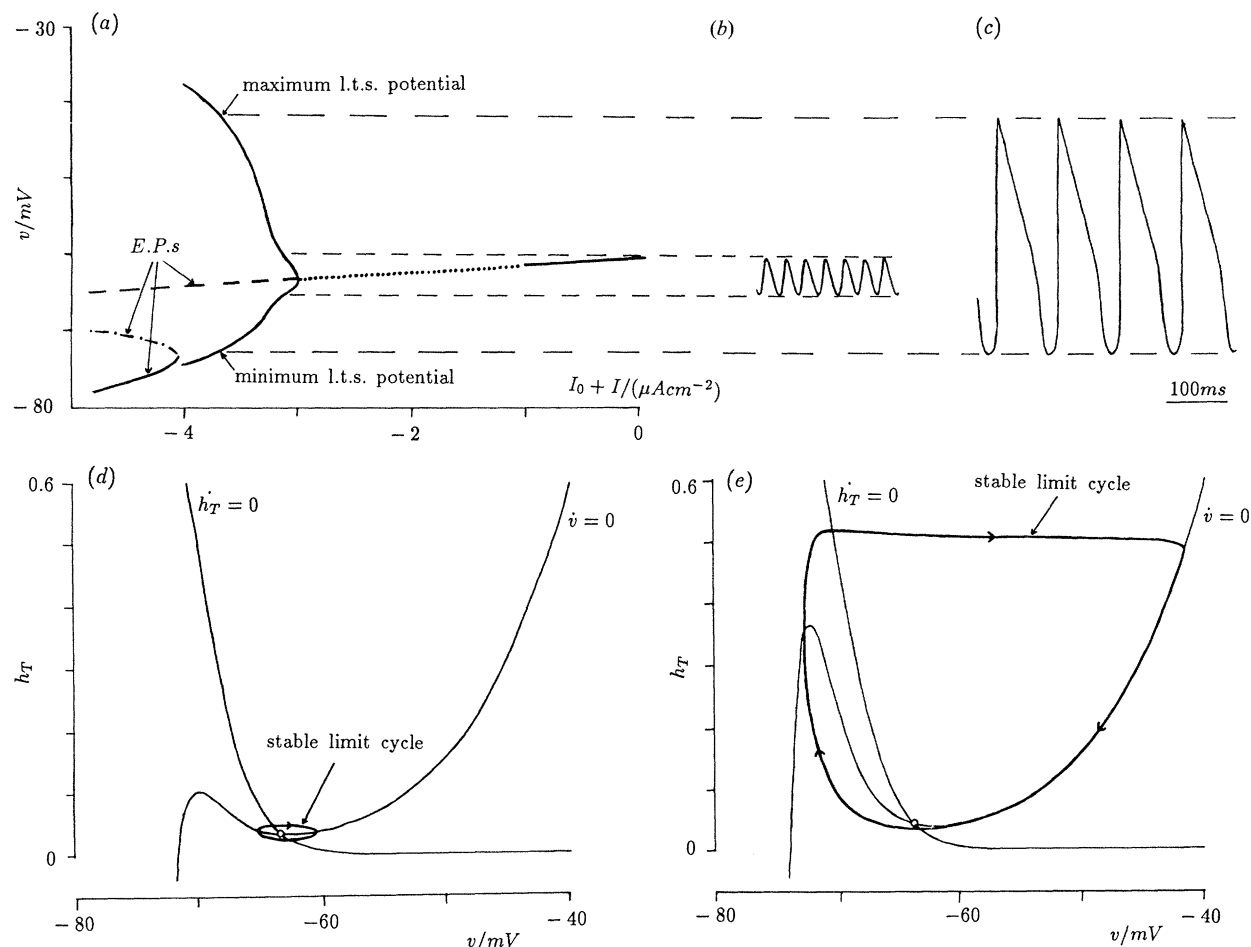 (a)
(b)
(c)
− 30
maximum l.t.s. potential
v/mV
E.P.s
minimum l.t.s. potential
I₀ + I/(μAcm⁻²)
− 80
− 4
− 2
0
100ms
(d)
0.6
ḣ_T = 0
v̇ = 0
h_T
stable limit cycle
0
− 80
− 60
− 40
v/mV
(e)
0.6
ḣ_T = 0
stable limit cycle
v̇ = 0
h_T
0
− 80
− 60
− 40
v/mV